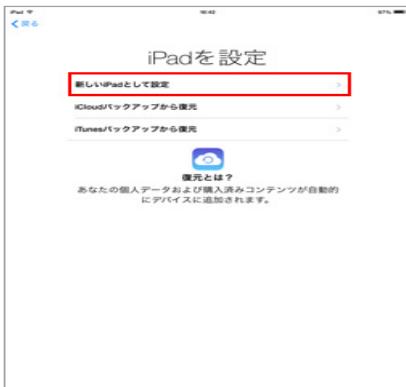 iPad 16:42 87%
戻る
iPadを設定
新しいiPadとして設定
iCloudバックアップから復元
iTunesバックアップから復元
復元とは？
あなたの個人データおよび購入済みコンテンツが自動的
にデバイスに追加されます。